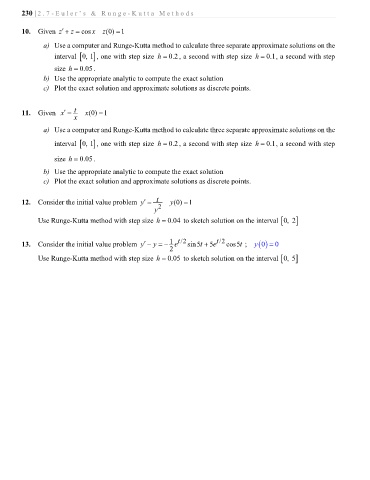 230 | 2.7-Euler's & Runge-Kutta Methods
10. Given z′ + z = cos x   z(0) = 1
a) Use a computer and Runge-Kutta method to calculate three separate approximate solutions on the
interval [0, 1], one with step size h = 0.2, a second with step size h = 0.1, a second with step
size h = 0.05.
b) Use the appropriate analytic to compute the exact solution
c) Plot the exact solution and approximate solutions as discrete points.
11. Given x′ = t/x   x(0) = 1
a) Use a computer and Runge-Kutta method to calculate three separate approximate solutions on the
interval [0, 1], one with step size h = 0.2, a second with step size h = 0.1, a second with step
size h = 0.05.
b) Use the appropriate analytic to compute the exact solution
c) Plot the exact solution and approximate solutions as discrete points.
12. Consider the initial value problem y′ = t/y²   y(0) = 1
Use Runge-Kutta method with step size h = 0.04 to sketch solution on the interval [0, 2]
13. Consider the initial value problem y′ − y = −1/2 e^(t/2) sin 5t + 5e^(t/2) cos 5t ;   y(0) = 0
Use Runge-Kutta method with step size h = 0.05 to sketch solution on the interval [0, 5]